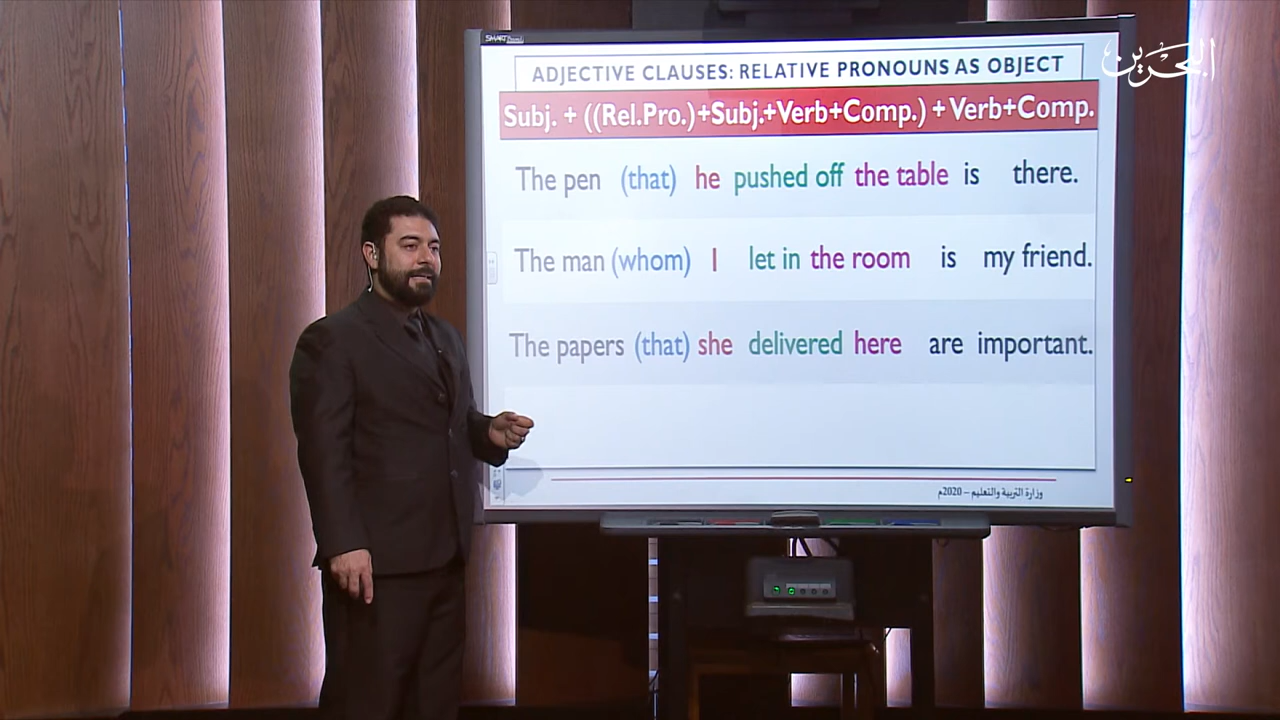 البحرين
SMART
ADJECTIVE CLAUSES: RELATIVE PRONOUNS AS OBJECT
Subj. + ((Rel.Pro.)+Subj.+Verb+Comp.) + Verb+Comp.
The pen (that) he pushed off the table is there.
The man (whom) I let in the room is my friend.
The papers (that) she delivered here are important.
وزارة التربية والتعليم – 2020م